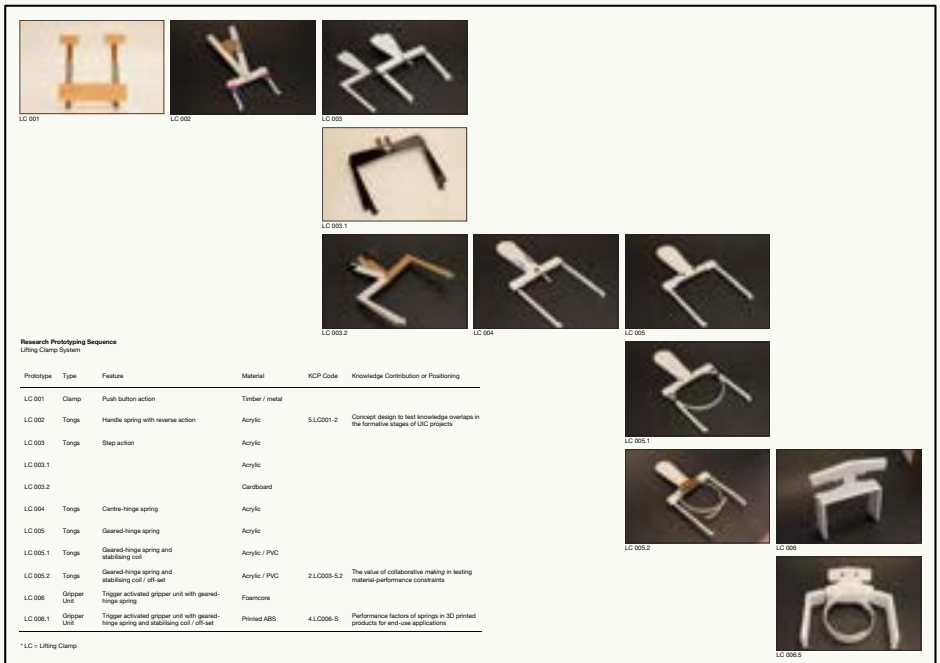 LC 001
LC 002
LC 003
LC 003.1
LC 003.2
LC 004
LC 005
Research Prototyping Sequence
Lifting Clamp System
Prototype Type Feature Material KCP Code Knowledge Contribution or Positioning
LC 001 Clamp Push button action Timber / metal
LC 002 Tongs Handle spring with reverse action Acrylic 5.LC001-2 Concept design to test knowledge overlaps in
the formative stages of UIC projects
LC 003 Tongs Step action Acrylic
LC 003.1 Acrylic
LC 003.2 Cardboard
LC 004 Tongs Centre-hinge spring Acrylic
LC 005 Tongs Geared-hinge spring Acrylic
LC 005.1 Tongs Geared-hinge spring and
stabilising coil Acrylic / PVC
LC 005.2 Tongs Geared-hinge spring and
stabilising coil / off-set Acrylic / PVC 2.LC003-5.2 The value of collaborative making in testing
material-performance constraints
LC 006 Gripper
Unit Trigger activated gripper unit with geared-
hinge spring Foamcore
LC 006.1 Gripper
Unit Trigger activated gripper unit with geared-
hinge spring and stabilising coil / off-set Printed ABS 4.LC006-S Performance factors of springs in 3D printed
products for end-use applications
* LC = Lifting Clamp
LC 005.1
LC 005.2
LC 006
LC 006.5